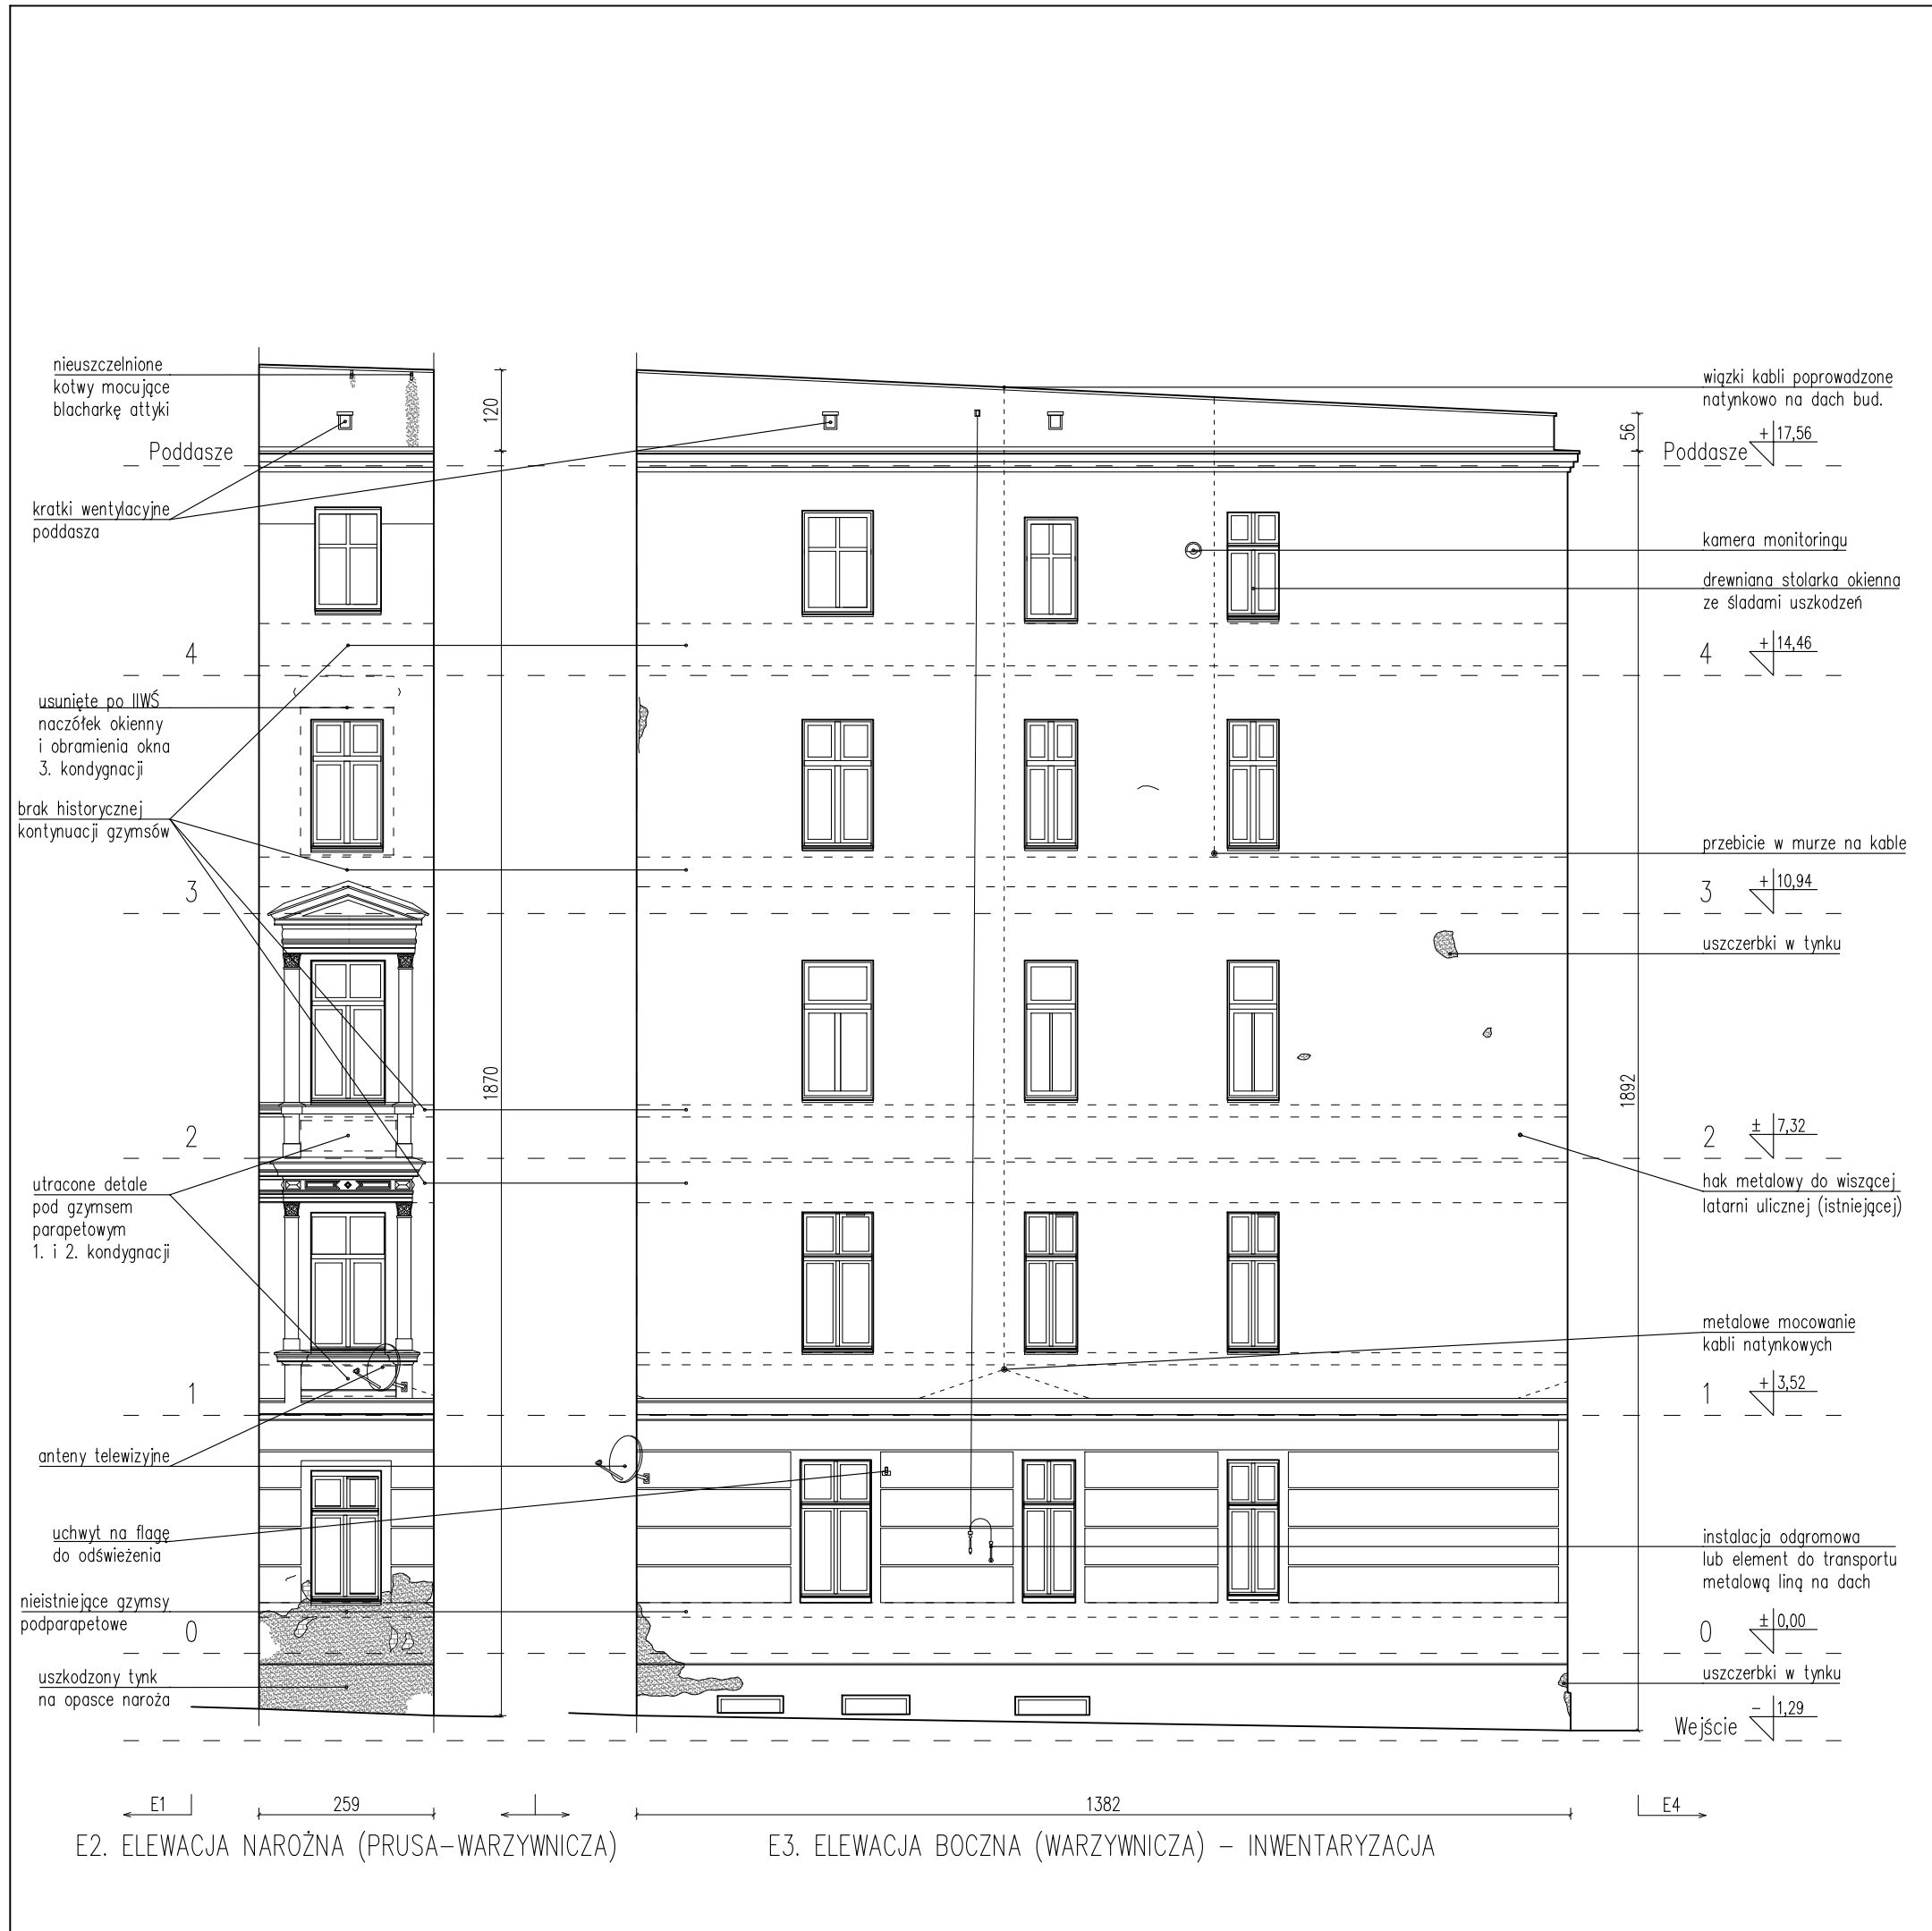 nieuszczelnione
kotwy mocujące
blacharkę attyki
Poddasze
kratki wentylacyjne
poddasza
4
usunięte po IIWŚ
naczółek okienny
i obramienia okna
3. kondygnacji
brak historycznej
kontynuacji gzymsów
3
2
utracone detale
pod gzymsem
parapetowym
1. i 2. kondygnacji
1
anteny telewizyjne
uchwyt na flagę
do odświeżenia
nieistniejące gzymsy
podparapetowe
0
uszkodzony tynk
na opasce naroża
120
1870
56
1892
wiązki kabli poprowadzone
natynkowo na dach bud.
Poddasze +17,56
kamera monitoringu
drewniana stolarka okienna
ze śladami uszkodzeń
4 +14,46
przebicie w murze na kable
3 +10,94
uszczerbki w tynku
2 ±7,32
hak metalowy do wiszącej
latarni ulicznej (istniejącej)
metalowe mocowanie
kabli natynkowych
1 +3,52
instalacja odgromowa
lub element do transportu
metalową liną na dach
0 ±0,00
uszczerbki w tynku
Wejście −1,29
E1
259
1382
E4
E2. ELEWACJA NAROŻNA (PRUSA−WARZYWNICZA)
E3. ELEWACJA BOCZNA (WARZYWNICZA) − INWENTARYZACJA